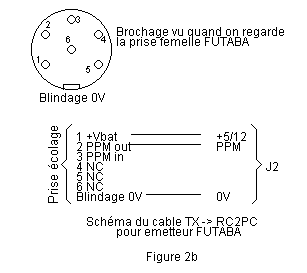 3
2
4
6
1
5
Brochage vu quand on regarde
la prise femelle FUTABA
Blindage 0V
Prise écolage
1 +Vbat
+5/12
2 PPM out
PPM
3 PPM in
4 NC
5 NC
6 NC
Blindage 0V
0V
J2
Schéma du cable TX -> RC2PC
pour emetteur FUTABA
Figure 2b